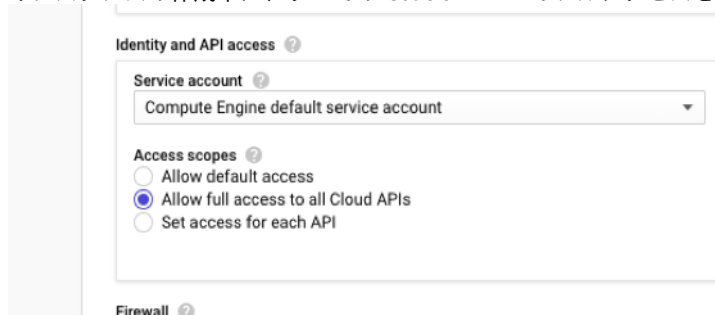 Identity and API access
Service account
Compute Engine default service account
Access scopes
Allow default access
Allow full access to all Cloud APIs
Set access for each API
Firewall